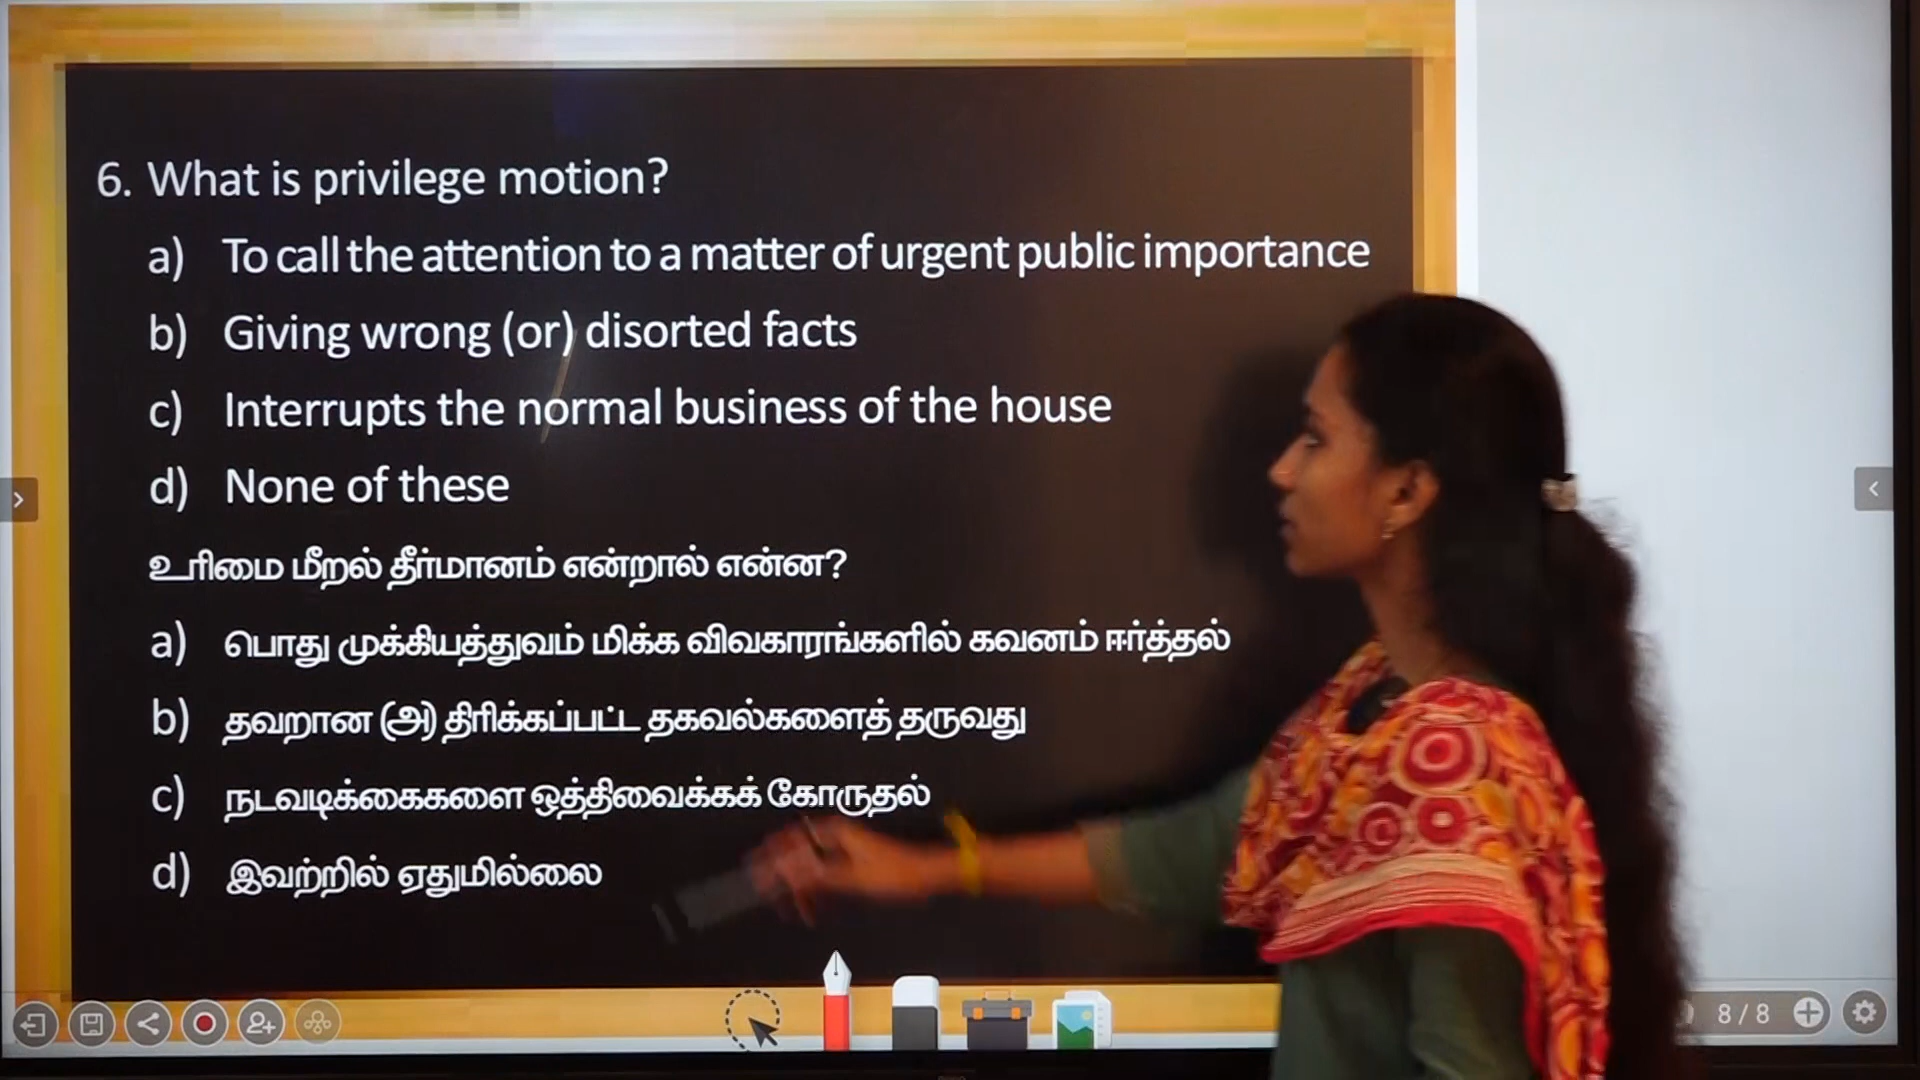 6. What is privilege motion?
a) To call the attention to a matter of urgent public importance
b) Giving wrong (or) disorted facts
c) Interrupts the normal business of the house
d) None of these
உரிமை மீறல் தீர்மானம் என்றால் என்ன?
a) பொது முக்கியத்துவம் மிக்க விவகாரங்களில் கவனம் ஈர்த்தல்
b) தவறான (அ) திரிக்கப்பட்ட தகவல்களைத் தருவது
c) நடவடிக்கைகளை ஒத்திவைக்கக் கோருதல்
d) இவற்றில் ஏதுமில்லை
8 / 8